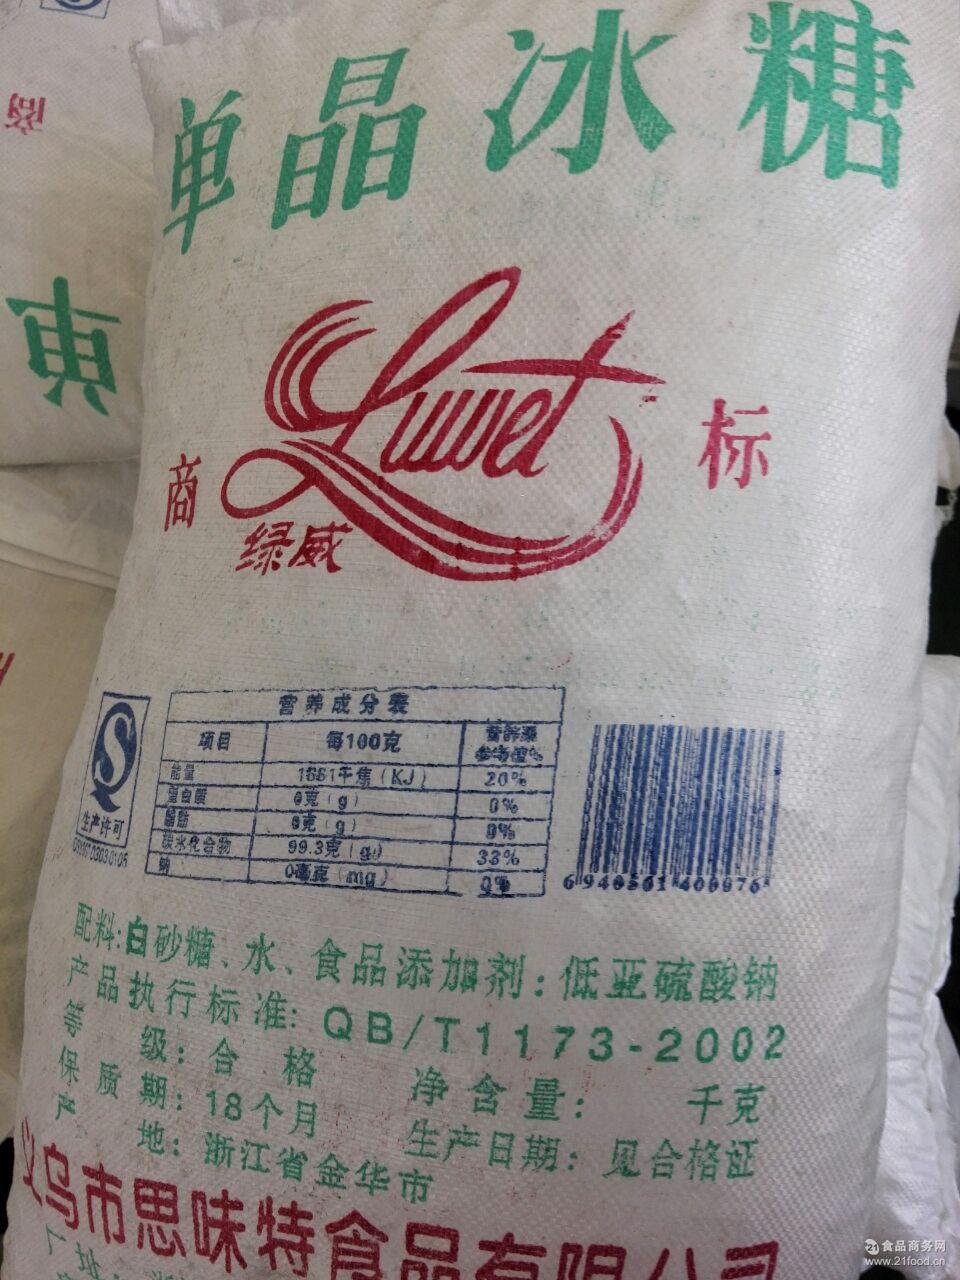 单晶冰糖
Luwet
商 标
绿威
商
生产许可
营养成分表
项目 每100克 营养素参考值%
能量 1661千焦（KJ） 20%
蛋白质 0克（g） 0%
脂肪 0克（g） 0%
碳水化合物 99.3克（g） 33%
钠 0毫克（mg） 0%
配料:白砂糖、水、食品添加剂:低亚硫酸钠
产品执行标准: QB/T1173-2002
等 级: 合 格 净含量: 千克
保质期: 18个月 生产日期: 见合格证
产 地: 浙江省金华市
义乌市思味特食品有限公司
厂址:
食品商务网
www.21food.cn